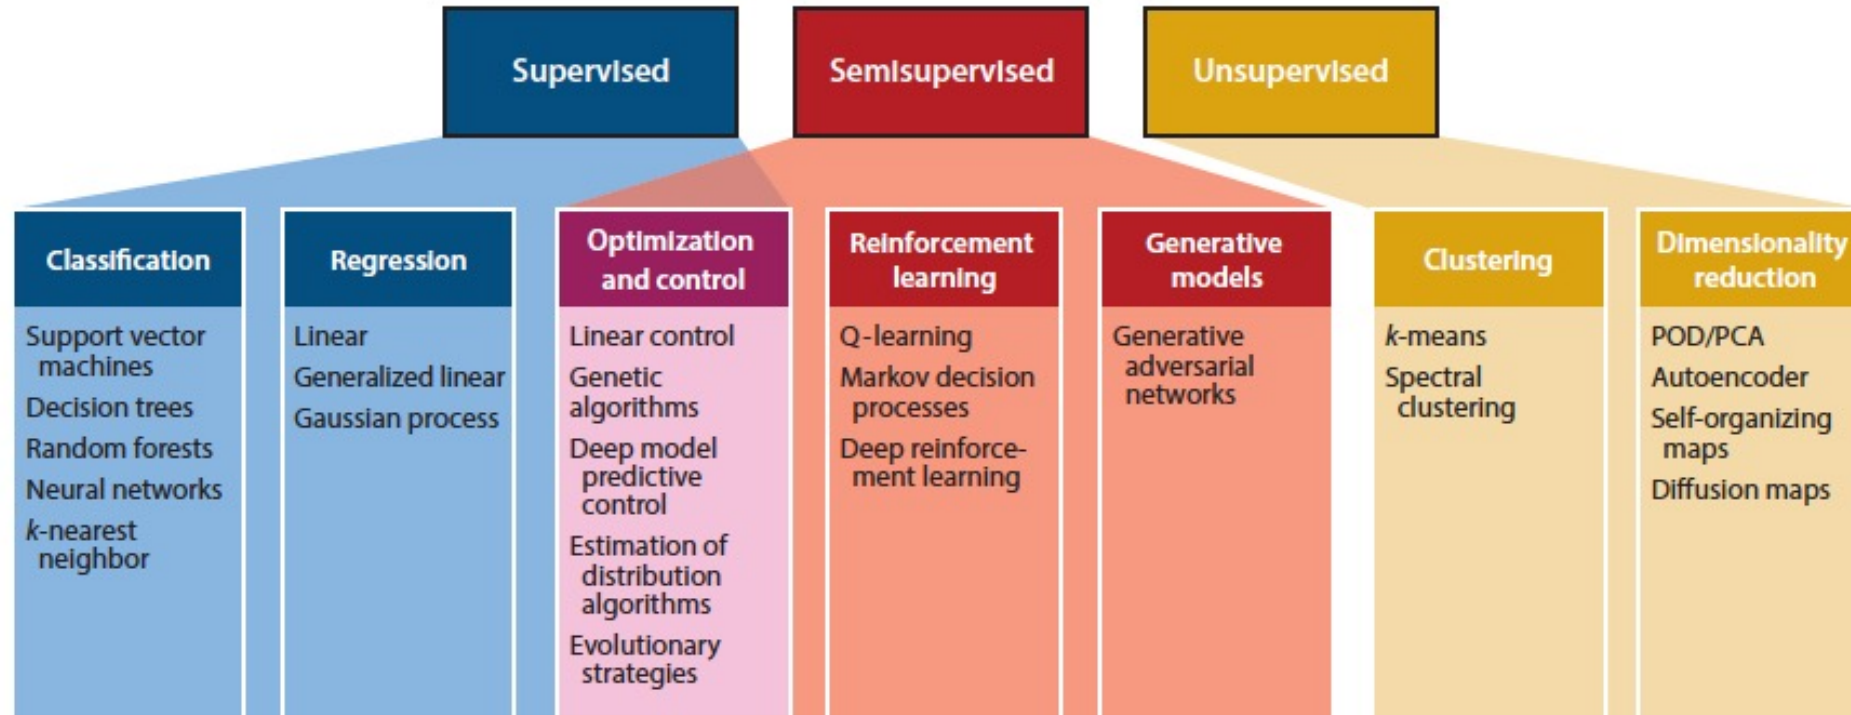 Supervised
Semisupervised
Unsupervised
Classification
Support vector
machines
Decision trees
Random forests
Neural networks
k-nearest
neighbor
Regression
Linear
Generalized linear
Gaussian process
Optimization
and control
Linear control
Genetic
algorithms
Deep model
predictive
control
Estimation of
distribution
algorithms
Evolutionary
strategies
Reinforcement
learning
Q-learning
Markov decision
processes
Deep reinforce-
ment learning
Generative
models
Generative
adversarial
networks
Clustering
k-means
Spectral
clustering
Dimensionality
reduction
POD/PCA
Autoencoder
Self-organizing
maps
Diffusion maps